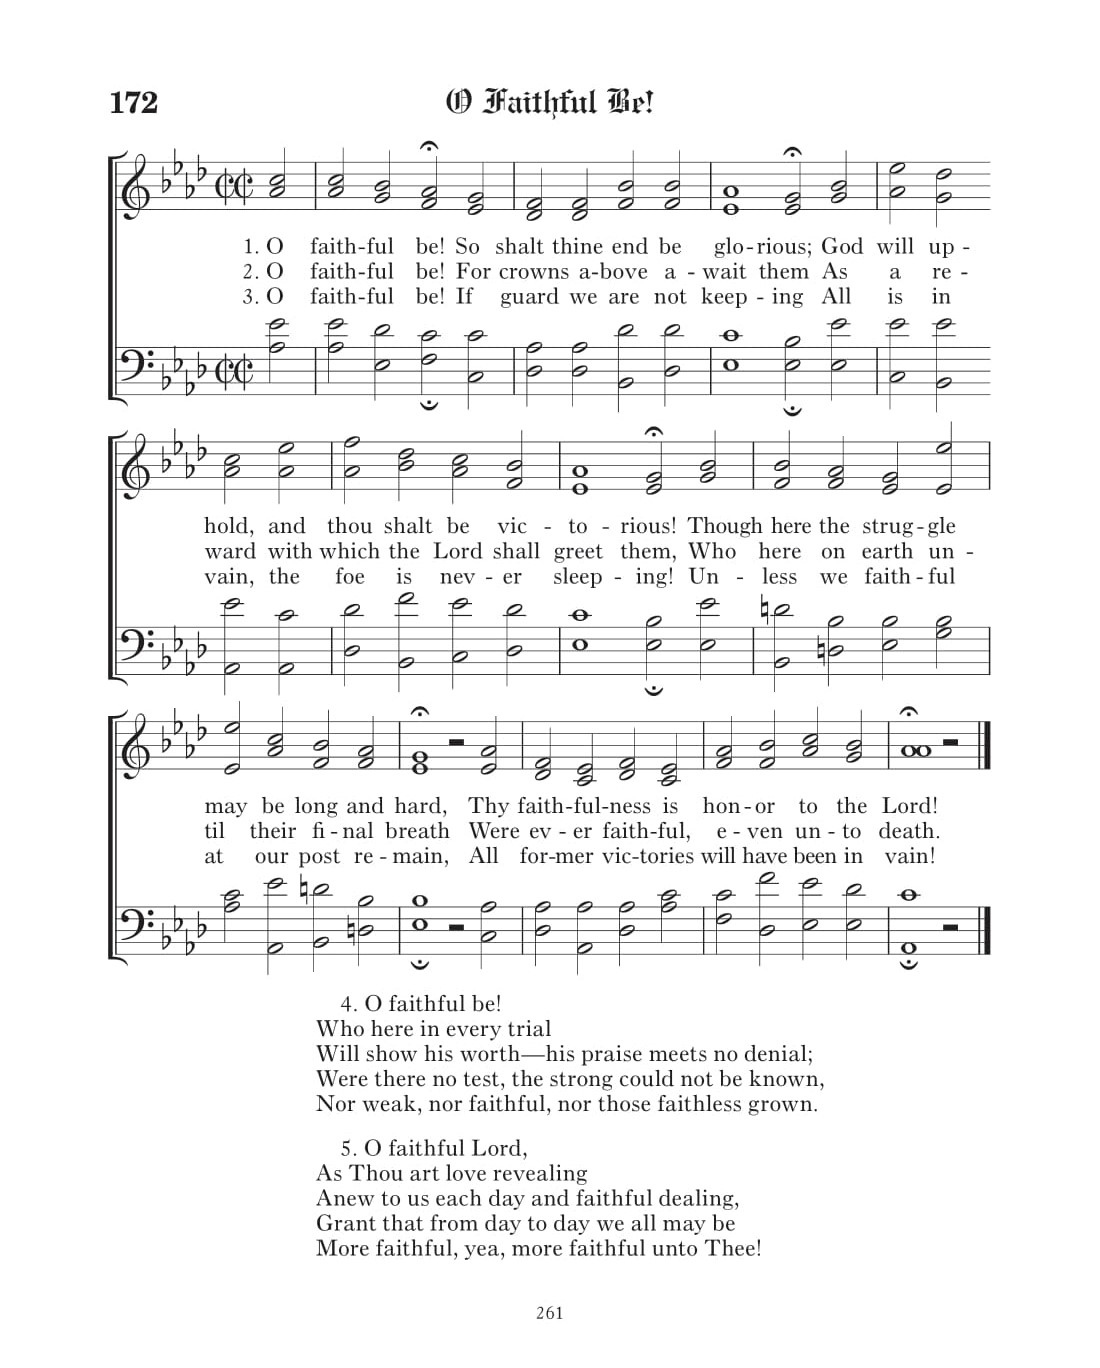 172 O Faithful Be!
1. O faith-ful be! So shalt thine end be glo-rious; God will up -
2. O faith-ful be! For crowns a-bove a - wait them As a re -
3. O faith-ful be! If guard we are not keep - ing All is in
hold, and thou shalt be vic - to - rious! Though here the strug-gle
ward with which the Lord shall greet them, Who here on earth un -
vain, the foe is nev - er sleep - ing! Un - less we faith - ful
may be long and hard, Thy faith-ful-ness is hon-or to the Lord!
til their fi - nal breath Were ev - er faith-ful, e - ven un - to death.
at our post re - main, All for-mer vic-tories will have been in vain!
4. O faithful be!
Who here in every trial
Will show his worth—his praise meets no denial;
Were there no test, the strong could not be known,
Nor weak, nor faithful, nor those faithless grown.
5. O faithful Lord,
As Thou art love revealing
Anew to us each day and faithful dealing,
Grant that from day to day we all may be
More faithful, yea, more faithful unto Thee!
261